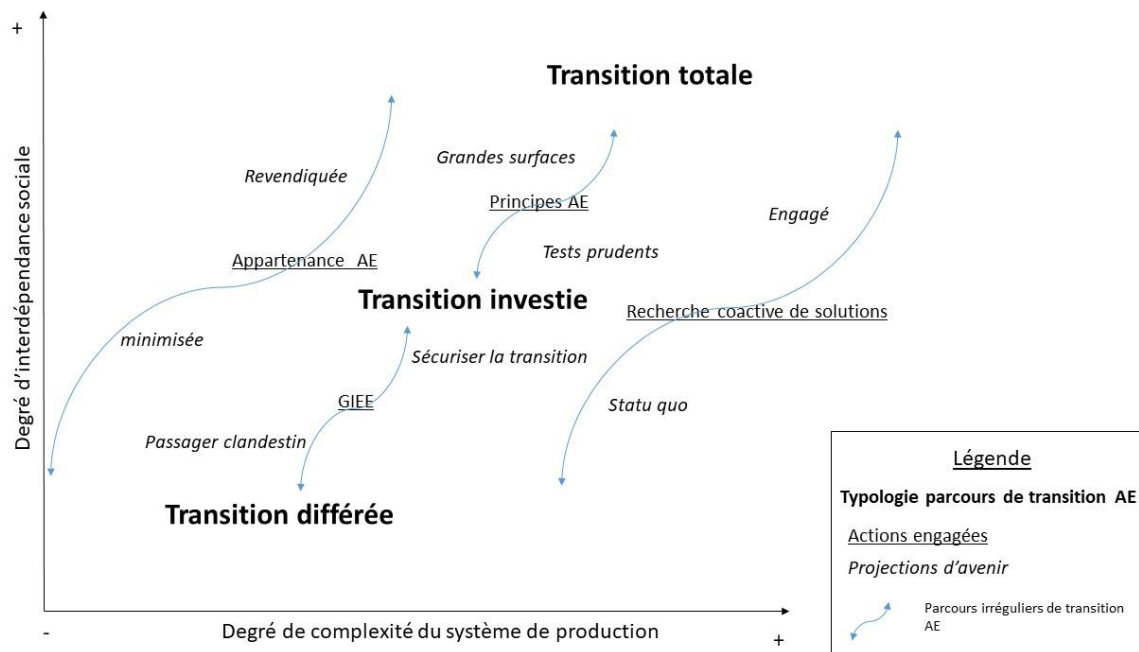 +
Transition totale
Grandes surfaces
Revendiquée
Principes AE
Engagé
Tests prudents
Appartenance AE
Transition investie
Recherche coactive de solutions
minimisée
Sécuriser la transition
GIEE
Statu quo
Passager clandestin
Transition différée
Degré d'interdépendance sociale
-
Degré de complexité du système de production
+
Légende
Typologie parcours de transition AE
Actions engagées
Projections d'avenir
Parcours irréguliers de transition
AE